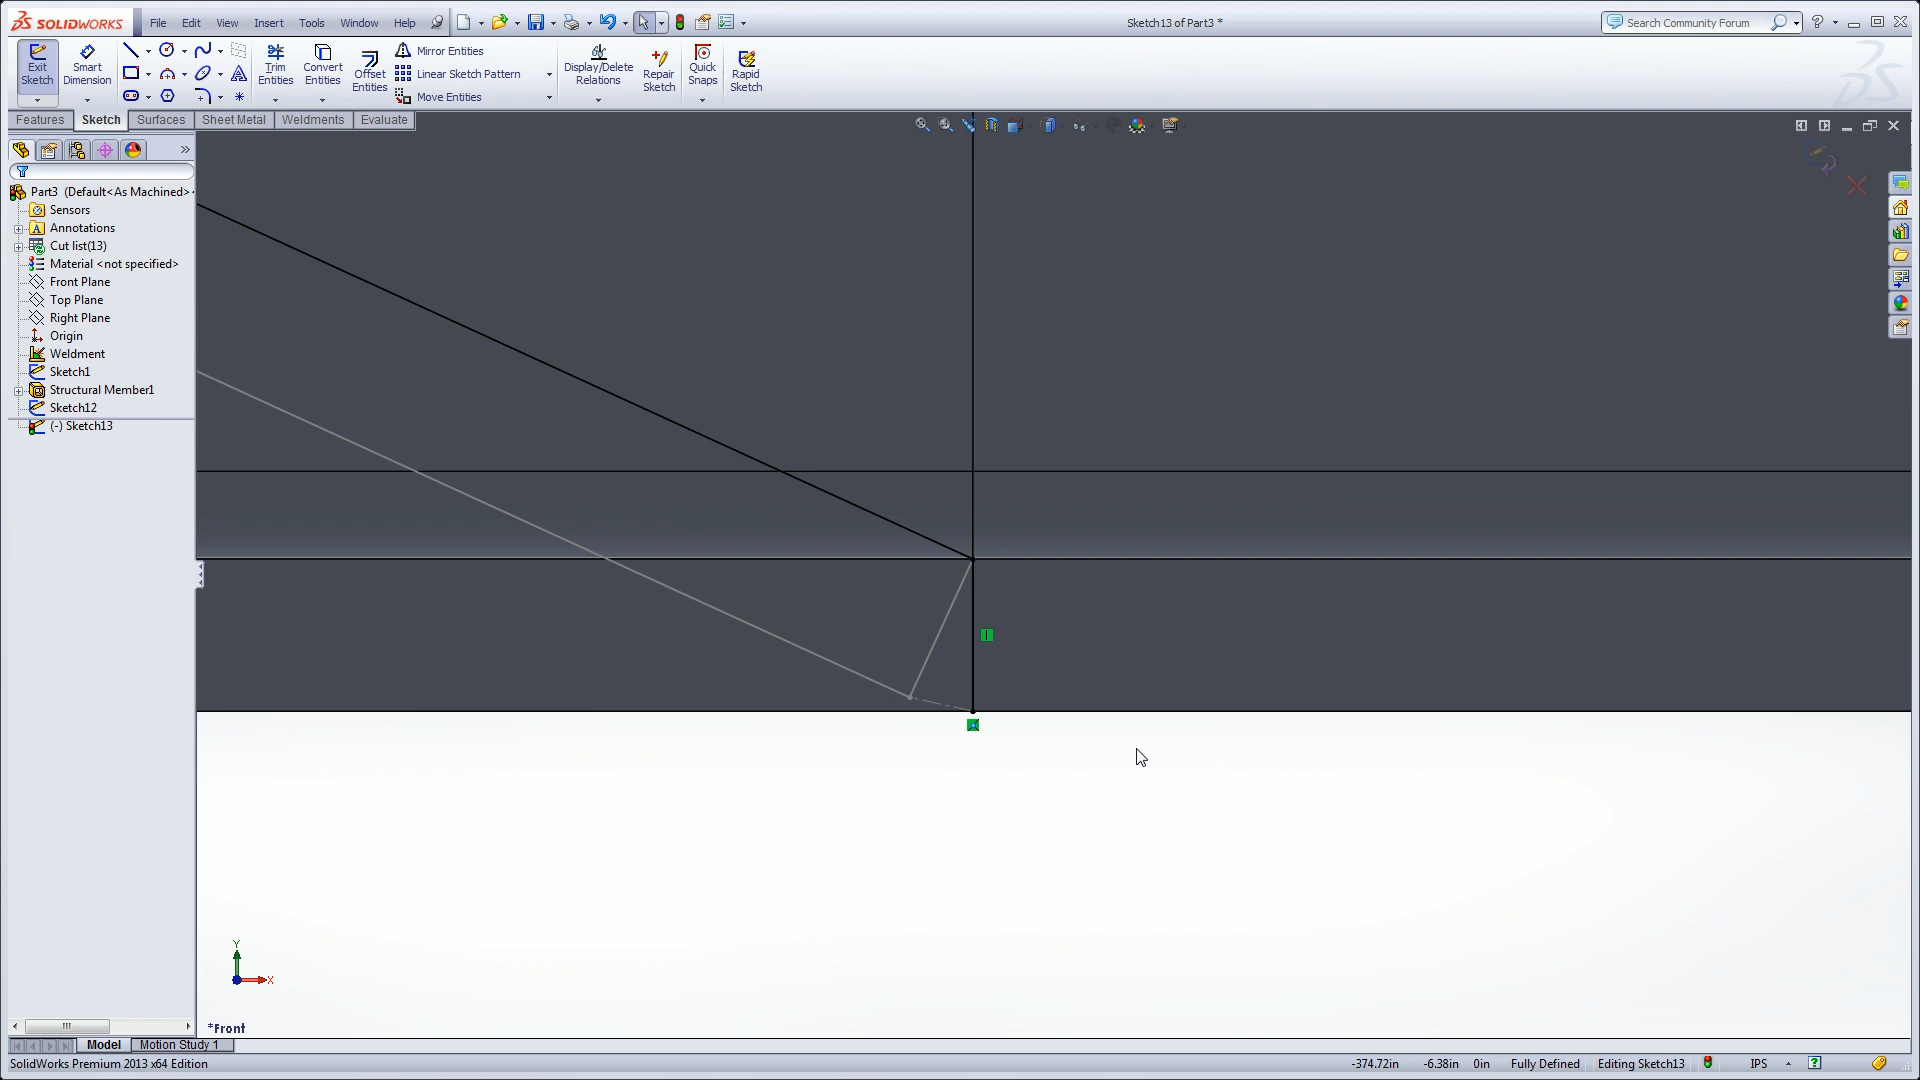 SOLIDWORKS
File
Edit
View
Insert
Tools
Window
Help
Sketch13 of Part3 *
Search Community Forum
Exit
Sketch
Smart
Dimension
Trim
Entities
Convert
Entities
Offset
Entities
Mirror Entities
Linear Sketch Pattern
Move Entities
Display/Delete
Relations
Repair
Sketch
Quick
Snaps
Rapid
Sketch
Features
Sketch
Surfaces
Sheet Metal
Weldments
Evaluate
Part3 (Default<As Machined>
Sensors
Annotations
Cut list(13)
Material <not specified>
Front Plane
Top Plane
Right Plane
Origin
Weldment
Sketch1
Structural Member1
Sketch12
(-) Sketch13
Y
X
*Front
Model
Motion Study 1
SolidWorks Premium 2013 x64 Edition
-374.72in
-6.38in
0in
Fully Defined
Editing Sketch13
IPS